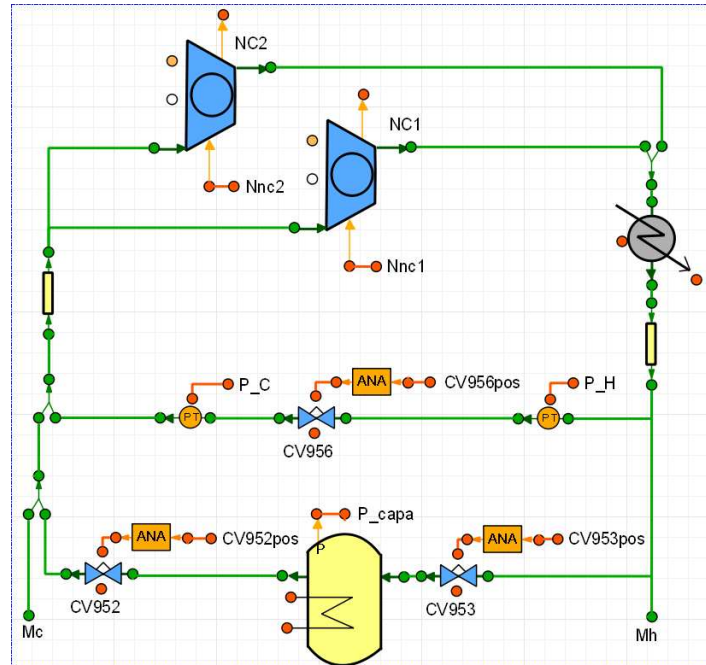 NC2
NC1
Nnc2
Nnc1
P_C
ANA
CV956pos
P_H
PT
PT
CV956
P_capa
P
ANA
CV952pos
ANA
CV953pos
CV952
CV953
Mc
Mh